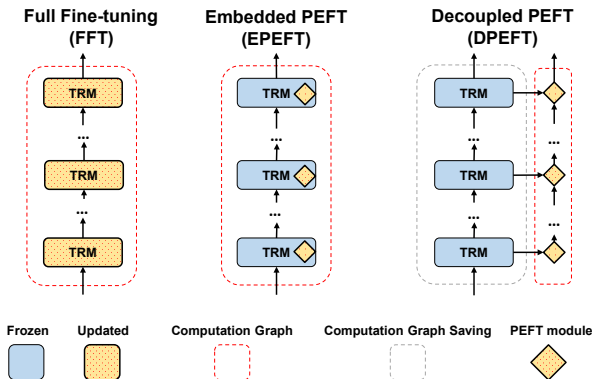 Full Fine-tuning
(FFT)
Embedded PEFT
(EPEFT)
Decoupled PEFT
(DPEFT)
TRM
TRM
TRM
...
...
...
...
TRM
TRM
TRM
...
...
...
...
TRM
TRM
TRM
Frozen
Updated
Computation Graph
Computation Graph Saving
PEFT module